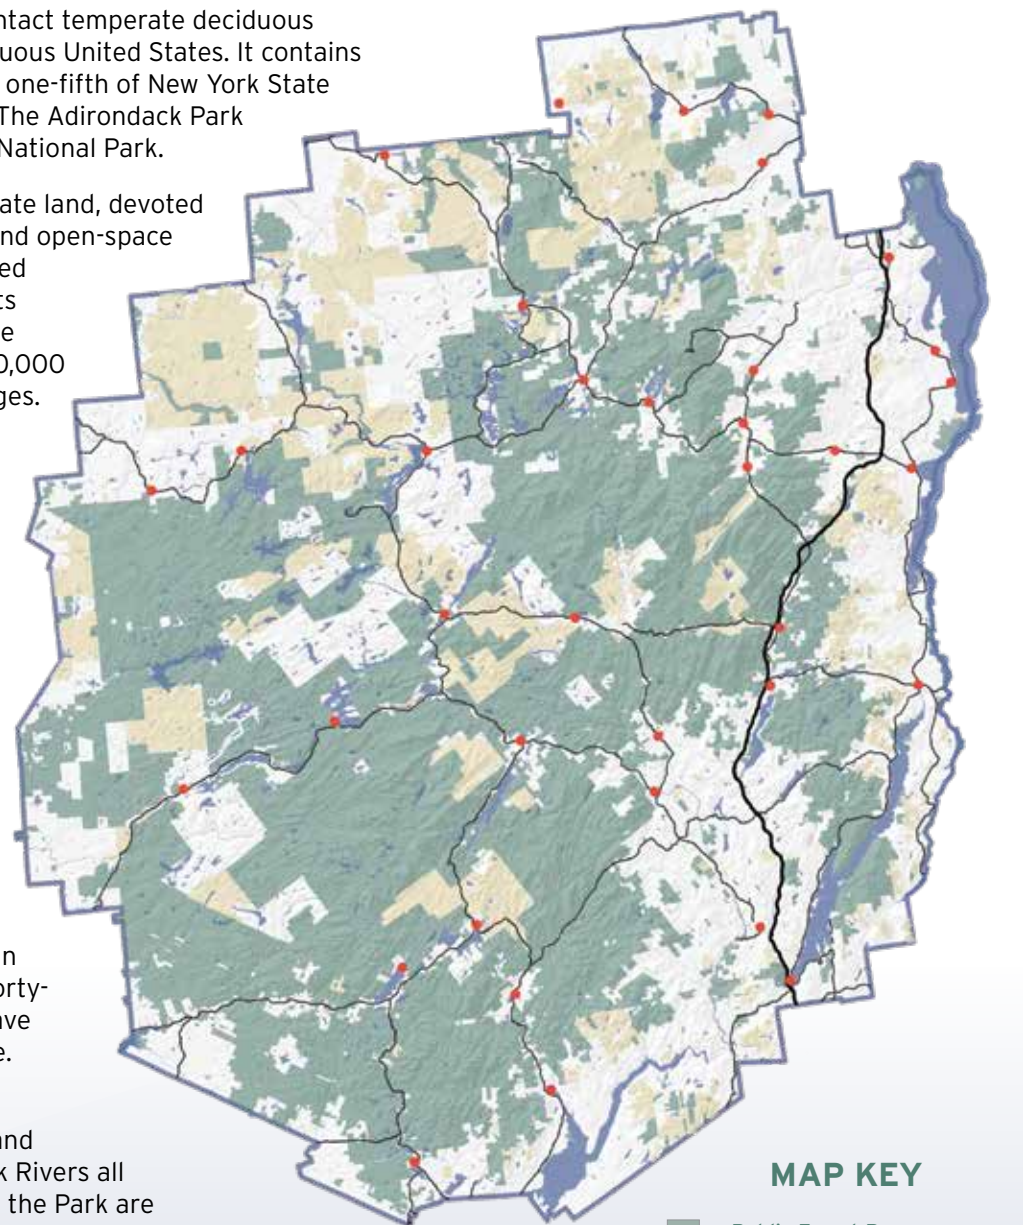 ntact temperate deciduous
uous United States. It contains
one-fifth of New York State
The Adirondack Park
National Park.
ate land, devoted
nd open-space
ed
ts
e
0,000
ges.
n
orty-
ave
e.
and
k Rivers all
the Park are
MAP KEY